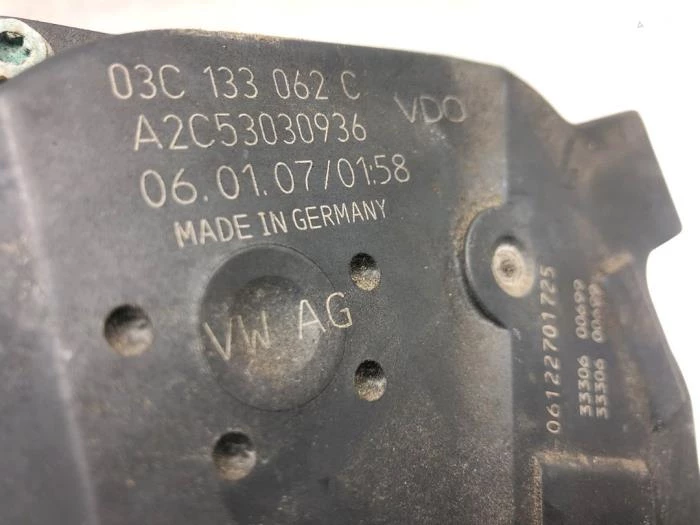 03C 133 062 C
VDO
A2C53030936
06.01.07/01:58
MADE IN GERMANY
VW AG
061222701725
33306 00699
33306 00699